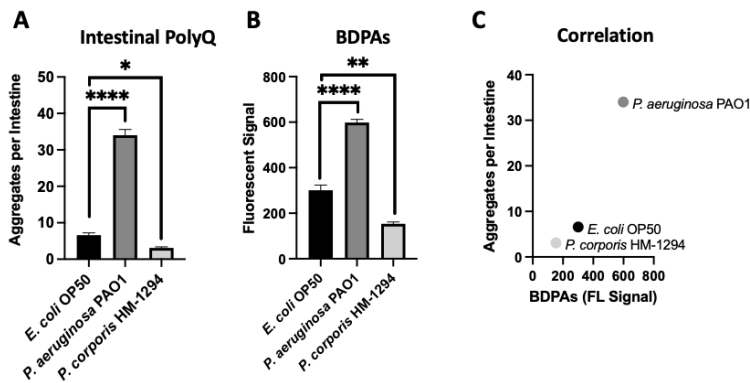 A
Intestinal PolyQ
Aggregates per Intestine
50
40
30
20
10
0
*
****
E. coli OP50
P. aeruginosa PAO1
P. corporis HM-1294
B
BDPAs
Fluorescent Signal
800
600
400
200
0
**
****
E. coli OP50
P. aeruginosa PAO1
P. corporis HM-1294
C
Correlation
Aggregates per Intestine
40
30
20
10
0
P. aeruginosa PAO1
E. coli OP50
P. corporis HM-1294
0 200 400 600 800
BDPAs (FL Signal)